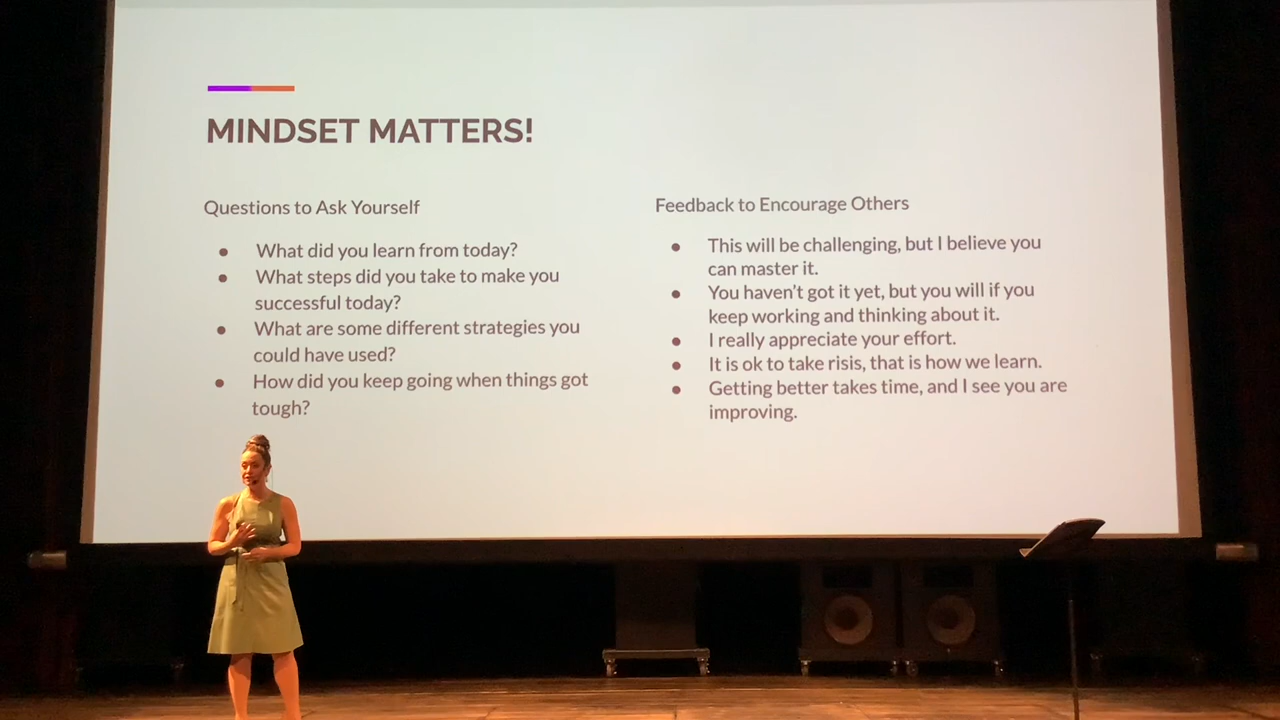 MINDSET MATTERS!
Questions to Ask Yourself
● What did you learn from today?
● What steps did you take to make you
successful today?
● What are some different strategies you
could have used?
● How did you keep going when things got
tough?
Feedback to Encourage Others
● This will be challenging, but I believe you
can master it.
● You haven't got it yet, but you will if you
keep working and thinking about it.
● I really appreciate your effort.
● It is ok to take risis, that is how we learn.
● Getting better takes time, and I see you are
improving.